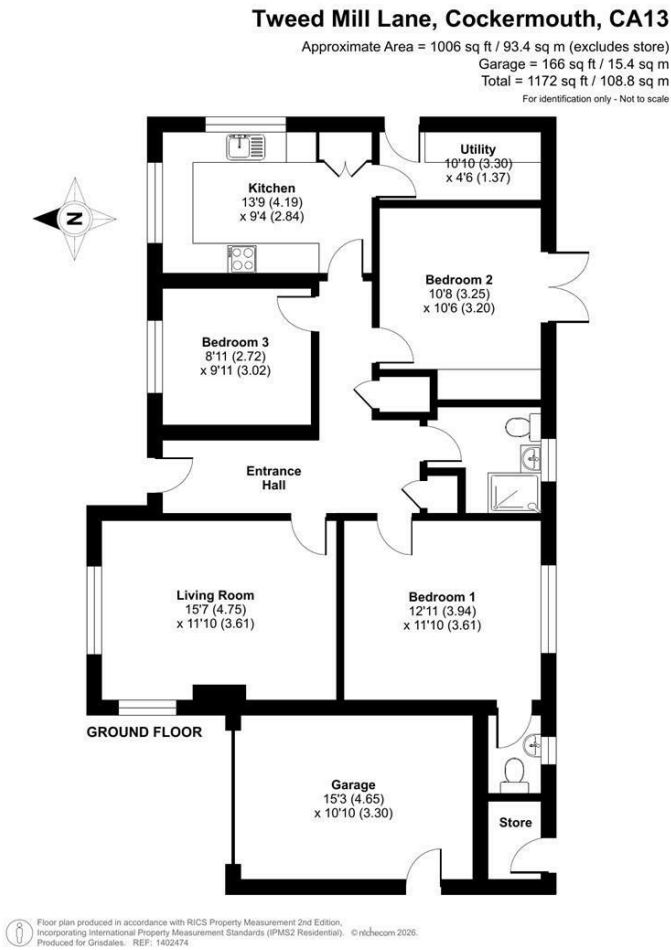 Tweed Mill Lane, Cockermouth, CA13
Approximate Area = 1006 sq ft / 93.4 sq m (excludes store)
Garage = 166 sq ft / 15.4 sq m
Total = 1172 sq ft / 108.8 sq m
For identification only - Not to scale
Utility
10'10 (3.30)
x 4'6 (1.37)
Kitchen
13'9 (4.19)
x 9'4 (2.84)
N
Bedroom 2
10'8 (3.25)
x 10'6 (3.20)
Bedroom 3
8'11 (2.72)
x 9'11 (3.02)
Entrance
Hall
Living Room
15'7 (4.75)
x 11'10 (3.61)
Bedroom 1
12'11 (3.94)
x 11'10 (3.61)
GROUND FLOOR
Garage
15'3 (4.65)
x 10'10 (3.30)
Store
Floor plan produced in accordance with RICS Property Measurement 2nd Edition,
Incorporating International Property Measurement Standards (IPMS2 Residential). ©nichecom 2026.
Produced for Grisdales. REF: 1402474